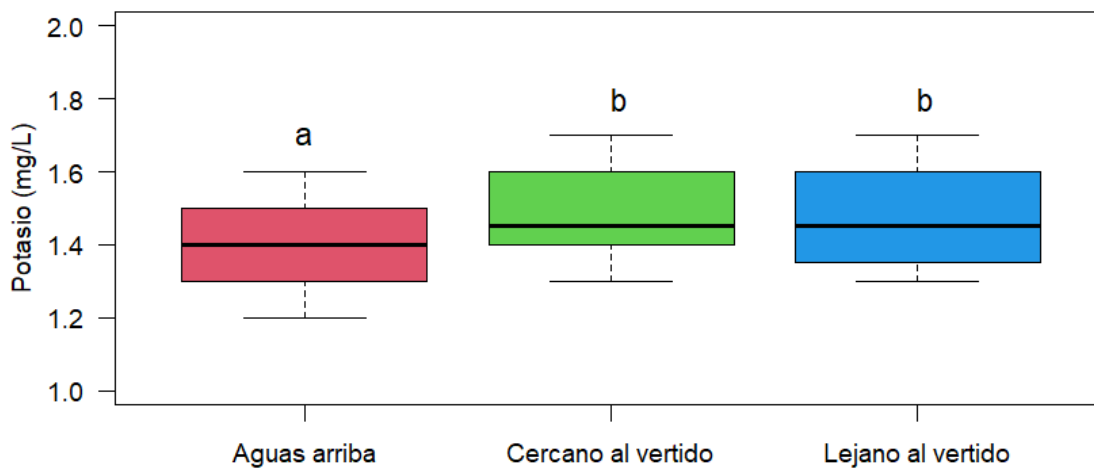 2.0
1.8
1.6
1.4
1.2
1.0
Potasio (mg/L)
a
b
b
Aguas arriba
Cercano al vertido
Lejano al vertido